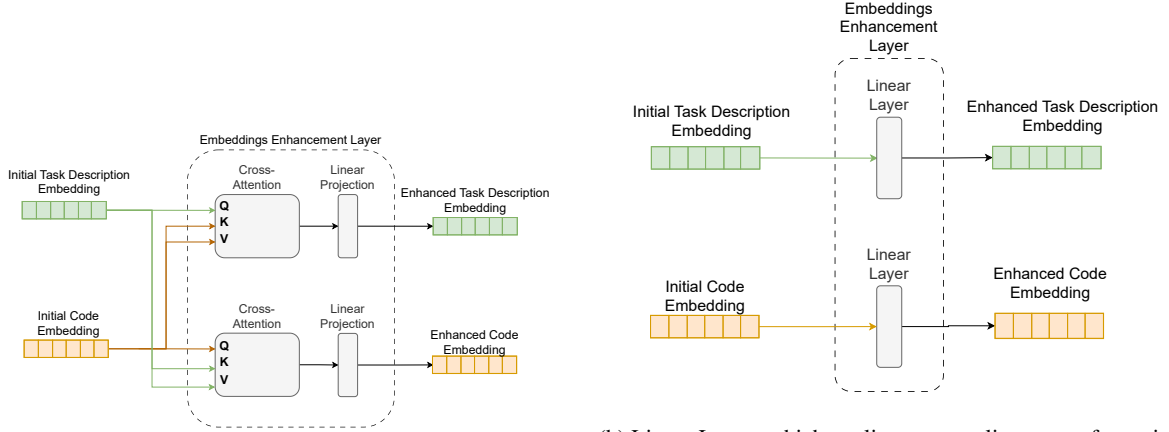 Embeddings Enhancement Layer
Initial Task Description
Embedding
Cross-
Attention
Linear
Projection
Enhanced Task Description
Embedding
Q
K
V
Initial Code
Embedding
Cross-
Attention
Linear
Projection
Enhanced Code
Embedding
Q
K
V
Embeddings
Enhancement
Layer
Linear
Layer
Initial Task Description
Embedding
Enhanced Task Description
Embedding
Linear
Layer
Initial Code
Embedding
Enhanced Code
Embedding